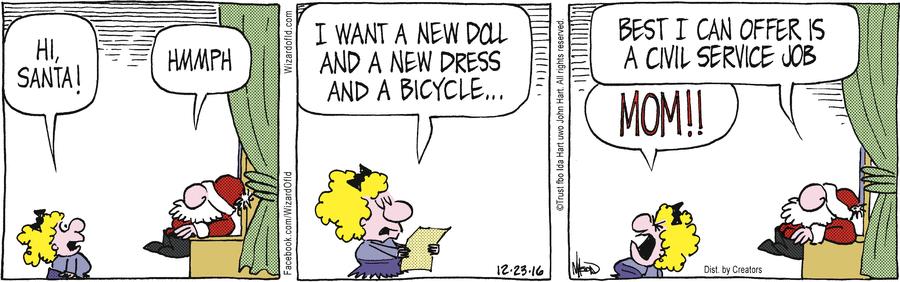 HI,
SANTA!
HMMPH
Wizardofid.com
Facebook.com/WizardOfId
I WANT A NEW DOLL
AND A NEW DRESS
AND A BICYCLE...
12·23·16
©Trust fbo Ida Hart uwo John Hart. All rights reserved.
BEST I CAN OFFER IS
A CIVIL SERVICE JOB
MOM!!
Dist. by Creators